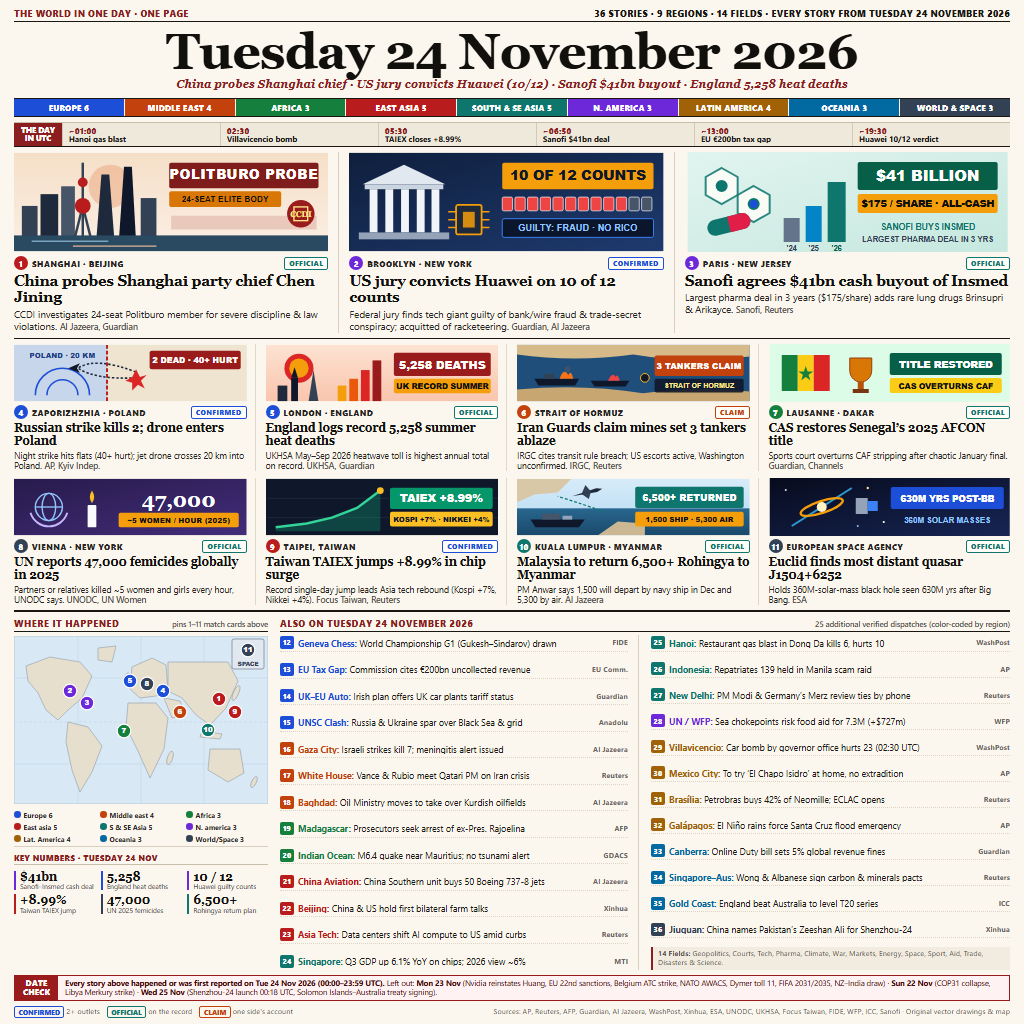 THE WORLD IN ONE DAY · ONE PAGE
36 STORIES · 9 REGIONS · 14 FIELDS · EVERY STORY FROM TUESDAY 24 NOVEMBER 2026
Tuesday 24 November 2026
China probes Shanghai chief · US jury convicts Huawei (10/12) · Sanofi $41bn buyout · England 5,258 heat deaths
EUROPE 6
MIDDLE EAST 4
AFRICA 3
EAST ASIA 5
SOUTH & SE ASIA 5
N. AMERICA 3
LATIN AMERICA 4
OCEANIA 3
WORLD & SPACE 3
THE DAY
IN UTC
~01:00
Hanoi gas blast
02:30
Villavicencio bomb
05:30
TAIEX closes +8.99%
~06:50
Sanofi $41bn deal
~13:00
EU €200bn tax gap
~19:30
Huawei 10/12 verdict
POLITBURO PROBE
24-SEAT ELITE BODY
CCDI
1 SHANGHAI · BEIJING
OFFICIAL
China probes Shanghai party chief Chen
Jining
CCDI investigates 24-seat Politburo member for severe discipline & law
violations. Al Jazeera, Guardian
10 OF 12 COUNTS
GUILTY: FRAUD · NO RICO
2 BROOKLYN · NEW YORK
CONFIRMED
US jury convicts Huawei on 10 of 12
counts
Federal jury finds tech giant guilty of bank/wire fraud & trade-secret
conspiracy; acquitted of racketeering. Guardian, Al Jazeera
$41 BILLION
$175 / SHARE · ALL-CASH
SANOFI BUYS INSMED
LARGEST PHARMA DEAL IN 3 YRS
'24 '25 '26
3 PARIS · NEW JERSEY
OFFICIAL
Sanofi agrees $41bn cash buyout of Insmed
Largest pharma deal in 3 years ($175/share) adds rare lung drugs Brinsupri
& Arikayce. Sanofi, Reuters
POLAND · 20 KM
2 DEAD · 40+ HURT
4 ZAPORIZHZHIA · POLAND
CONFIRMED
Russian strike kills 2; drone enters
Poland
Night strike hits flats (40+ hurt); jet drone crosses 20 km into
Poland. AP, Kyiv Indep.
5,258 DEATHS
UK RECORD SUMMER
5 LONDON · ENGLAND
OFFICIAL
England logs record 5,258 summer
heat deaths
UKHSA May–Sep 2026 heatwave toll is highest annual total
on record. UKHSA, Guardian
3 TANKERS CLAIM
STRAIT OF HORMUZ
6 STRAIT OF HORMUZ
CLAIM
Iran Guards claim mines set 3 tankers
ablaze
IRGC cites transit rule breach; US escorts active, Washington
unconfirmed. IRGC, Reuters
TITLE RESTORED
CAS OVERTURNS CAF
7 LAUSANNE · DAKAR
OFFICIAL
CAS restores Senegal's 2025 AFCON
title
Sports court overturns CAF stripping after chaotic January final.
Guardian, Channels
47,000
~5 WOMEN / HOUR (2025)
8 VIENNA · NEW YORK
OFFICIAL
UN reports 47,000 femicides globally
in 2025
Partners or relatives killed ~5 women and girls every hour,
UNODC says. UNODC, UN Women
TAIEX +8.99%
KOSPI +7% · NIKKEI +4%
9 TAIPEI, TAIWAN
CONFIRMED
Taiwan TAIEX jumps +8.99% in chip
surge
Record single-day jump leads Asia tech rebound (Kospi +7%,
Nikkei +4%). Focus Taiwan, Reuters
6,500+ RETURNED
1,500 SHIP · 5,300 AIR
10 KUALA LUMPUR · MYANMAR
OFFICIAL
Malaysia to return 6,500+ Rohingya to
Myanmar
PM Anwar says 1,500 will depart by navy ship in Dec and
5,300 by air. Al Jazeera
630M YRS POST-BB
360M SOLAR MASSES
11 EUROPEAN SPACE AGENCY
OFFICIAL
Euclid finds most distant quasar
J1504+6252
Holds 360M-solar-mass black hole seen 630M yrs after Big
Bang. ESA
WHERE IT HAPPENED
pins 1–11 match cards above
11
SPACE
5
8
4
2
3
1
6
9
7
10
Europe 6
Middle east 4
Africa 3
East asia 5
S & SE Asia 5
N. america 3
Lat. America 4
Oceania 3
World/Space 3
KEY NUMBERS · TUESDAY 24 NOV
$41bn
Sanofi–Insmed cash deal
5,258
England heat deaths
10 / 12
Huawei guilty counts
+8.99%
Taiwan TAIEX jump
47,000
UN 2025 femicides
6,500+
Rohingya return plan
ALSO ON TUESDAY 24 NOVEMBER 2026
25 additional verified dispatches (color-coded by region)
12 Geneva Chess: World Championship G1 (Gukesh–Sindarov) drawn FIDE
13 EU Tax Gap: Commission cites €200bn uncollected revenue EU Comm.
14 UK–EU Auto: Irish plan offers UK car plants tariff status Guardian
15 UNSC Clash: Russia & Ukraine spar over Black Sea & grid Anadolu
16 Gaza City: Israeli strikes kill 7; meningitis alert issued Al Jazeera
17 White House: Vance & Rubio meet Qatari PM on Iran crisis Reuters
18 Baghdad: Oil Ministry moves to take over Kurdish oilfields Al Jazeera
19 Madagascar: Prosecutors seek arrest of ex-Pres. Rajoelina AFP
20 Indian Ocean: M6.4 quake near Mauritius; no tsunami alert GDACS
21 China Aviation: China Southern unit buys 50 Boeing 737-8 jets Al Jazeera
22 Beijing: China & US hold first bilateral farm talks Xinhua
23 Asia Tech: Data centers shift AI compute to US amid curbs Reuters
24 Singapore: Q3 GDP up 6.1% YoY on chips; 2026 view ~6% MTI
25 Hanoi: Restaurant gas blast in Dong Da kills 6, hurts 10 WashPost
26 Indonesia: Repatriates 139 held in Manila scam raid AP
27 New Delhi: PM Modi & Germany's Merz review ties by phone Reuters
28 UN / WFP: Sea chokepoints risk food aid for 7.3M (+$727m) WFP
29 Villavicencio: Car bomb by governor office hurts 23 (02:30 UTC) WashPost
30 Mexico City: To try 'El Chapo Isidro' at home, no extradition AP
31 Brasília: Petrobras buys 42% of Neomille; ECLAC opens Reuters
32 Galápagos: El Niño rains force Santa Cruz flood emergency AP
33 Canberra: Online Duty bill sets 5% global revenue fines Guardian
34 Singapore–Aus: Wong & Albanese sign carbon & minerals pacts Reuters
35 Gold Coast: England beat Australia to level T20 series ICC
36 Jiuquan: China names Pakistan's Zeeshan Ali for Shenzhou-24 Xinhua
14 Fields: Geopolitics, Courts, Tech, Pharma, Climate, War, Markets, Energy, Space, Sport, Aid, Trade,
Disasters & Science.
DATE
CHECK
Every story above happened or was first reported on Tue 24 Nov 2026 (00:00–23:59 UTC). Left out: Mon 23 Nov (Nvidia reinstates Huang, EU 22nd sanctions, Belgium ATC strike, NATO AWACS, Dymer toll 11, FIFA 2031/2035, NZ–India draw) · Sun 22 Nov (COP31 collapse,
Libya Merkury strike) · Wed 25 Nov (Shenzhou-24 launch 00:18 UTC, Solomon Islands–Australia treaty signing).
CONFIRMED 2+ outlets OFFICIAL on the record CLAIM one side's account
Sources: AP, Reuters, AFP, Guardian, Al Jazeera, WashPost, Xinhua, ESA, UNODC, UKHSA, Focus Taiwan, FIDE, WFP, ICC, Sanofi · Original vector drawings & map